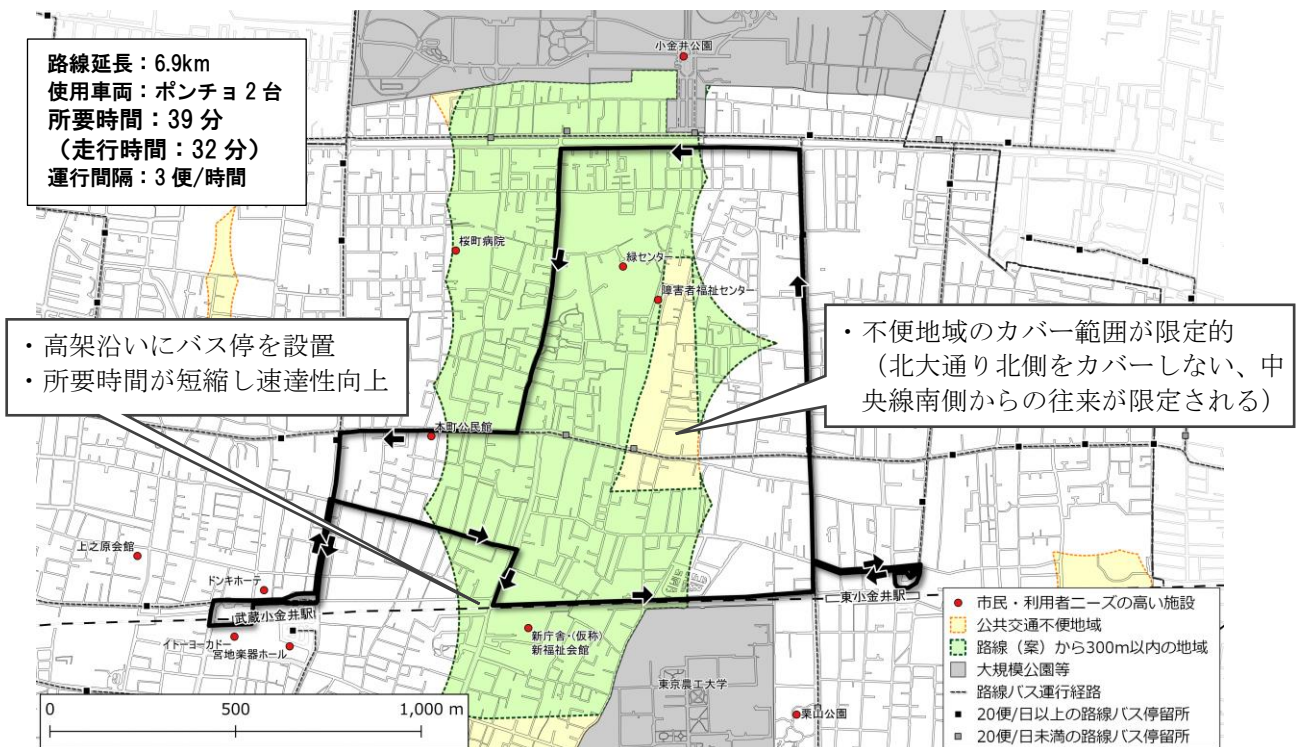 路線延長：6.9km
使用車両：ポンチョ2台
所要時間：39分
（走行時間：32分）
運行間隔：3便/時間
小金井公園
桜町病院
緑センター
障害者福祉センター
・高架沿いにバス停を設置
・所要時間が短縮し速達性向上
・不便地域のカバー範囲が限定的
（北大通り北側をカバーしない、中
央線南側からの往来が限定される）
本町公民館
上之原会館
ドンキホーテ
武蔵小金井駅
東小金井駅
イトーヨーカドー
宮地楽器ホール
新庁舎・(仮称)
新福祉会館
東京農工大学
栗山公園
市民・利用者ニーズの高い施設
公共交通不便地域
路線（案）から300m以内の地域
大規模公園等
路線バス運行経路
20便/日以上の路線バス停留所
20便/日未満の路線バス停留所
0 500 1,000 m